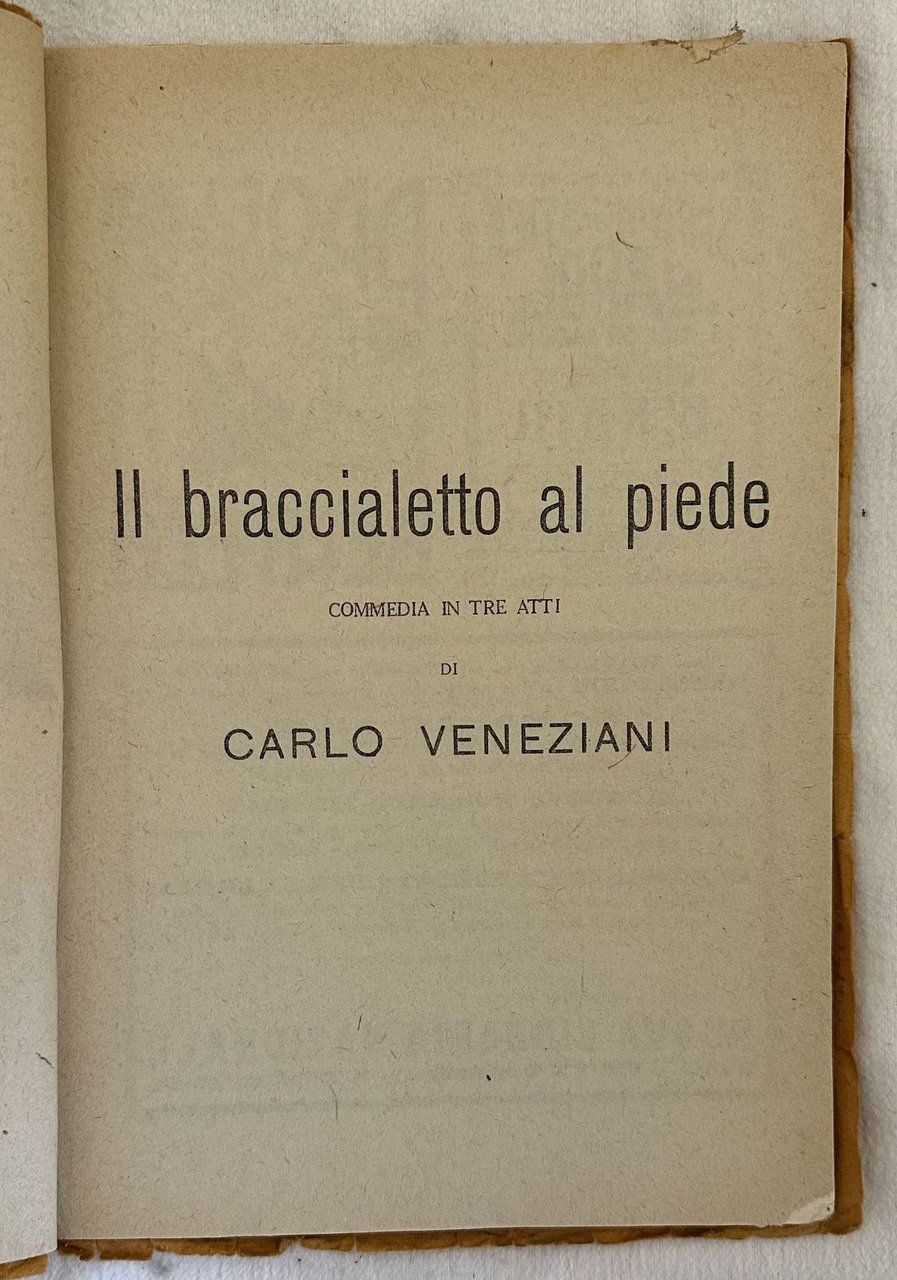 Il braccialetto al piede
COMMEDIA IN TRE ATTI
DI
CARLO VENEZIANI